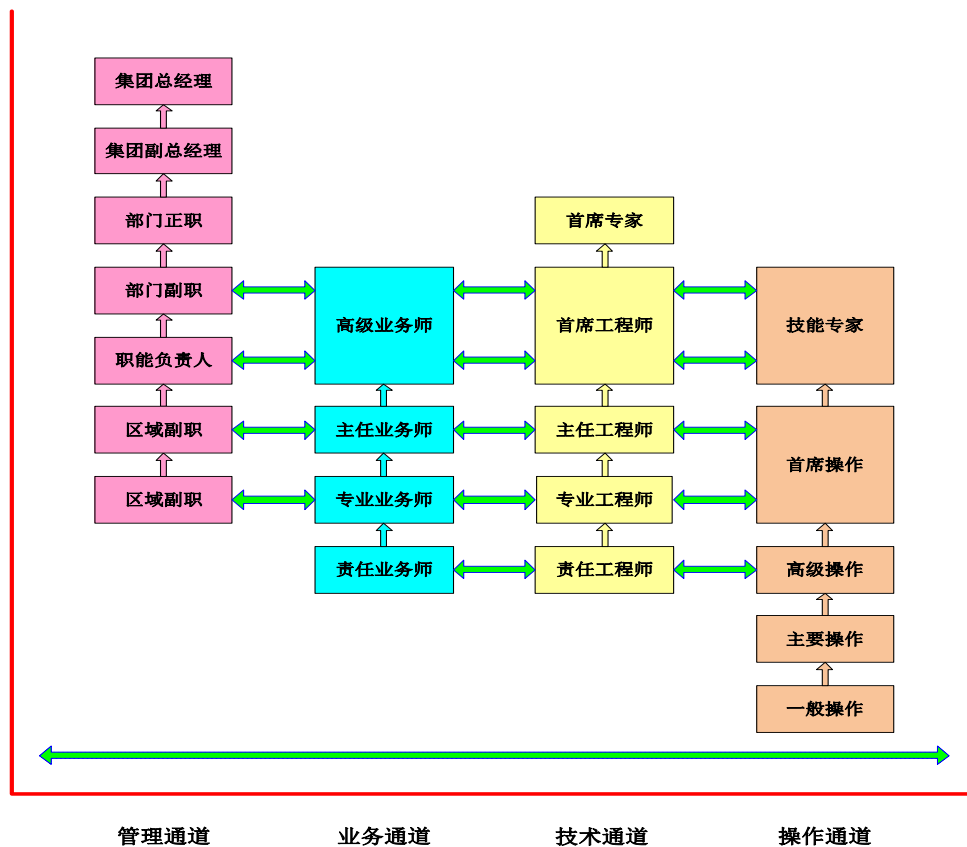 集团总经理
集团副总经理
部门正职
首席专家
部门副职
高级业务师
首席工程师
技能专家
职能负责人
区域副职
主任业务师
主任工程师
首席操作
区域副职
专业业务师
专业工程师
责任业务师
责任工程师
高级操作
主要操作
一般操作
管理通道
业务通道
技术通道
操作通道